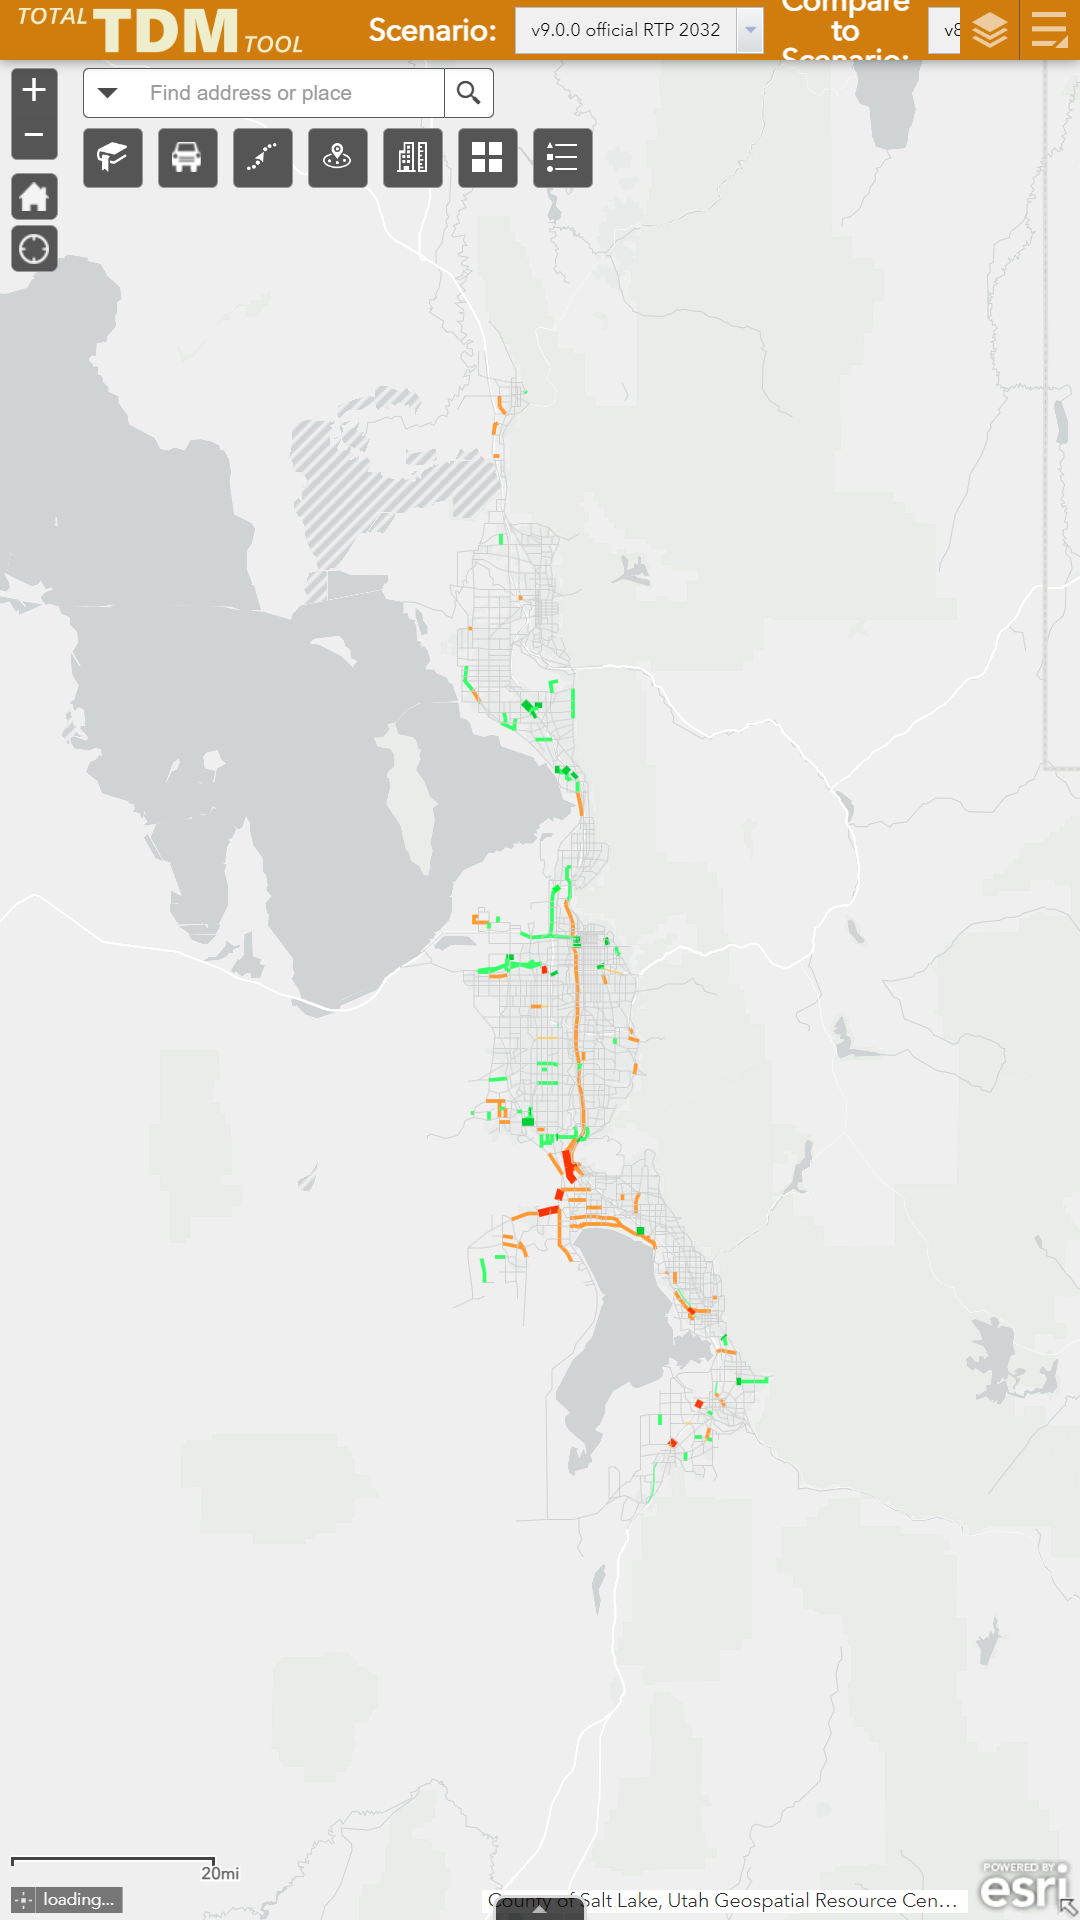 TOTAL TDM TOOL
Scenario:
v9.0.0 official RTP 2032
Compare
to
Scenario:
v8
Find address or place
20mi
loading...
County of Salt Lake, Utah Geospatial Resource Cen...
POWERED BY
esri